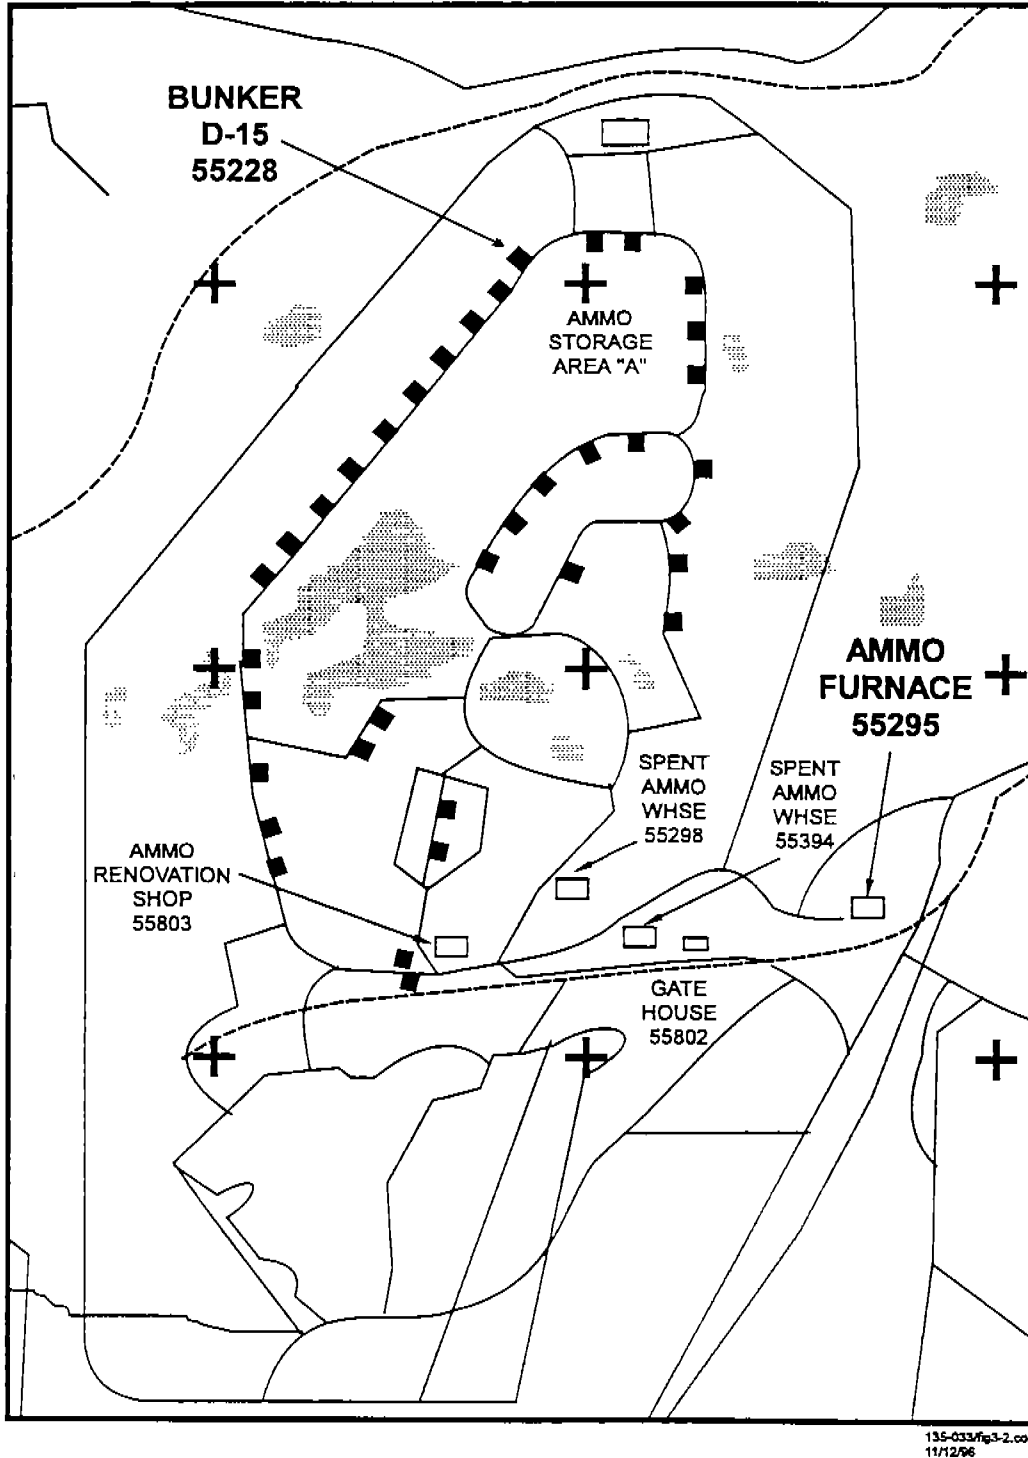 BUNKER
D-15
55228
AMMO
STORAGE
AREA "A"
AMMO
FURNACE
55295
SPENT
AMMO
WHSE
55298
SPENT
AMMO
WHSE
55394
AMMO
RENOVATION
SHOP
55803
GATE
HOUSE
55802
135-033/fig3-2.co
11/12/96